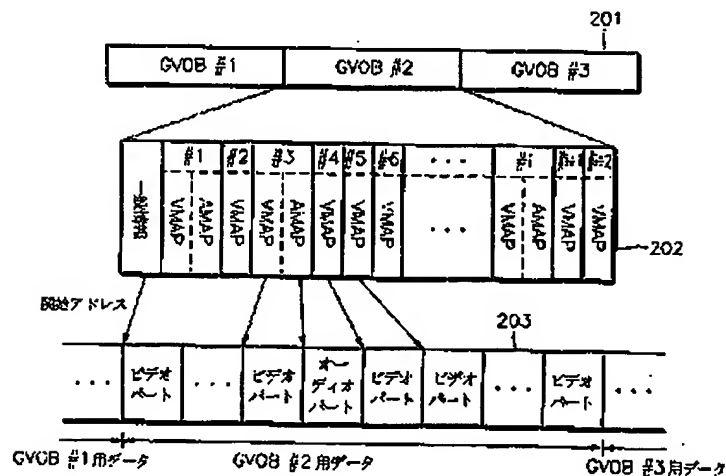 201
GVOB #1 GVOB #2 GVOB #3
#1 #2 #3 #4 #5 #6 ・・・ #i #i+1 #i+2
一般情報 VMAP AMAP VMAP VMAP AMAP VMAP VMAP VMAP ・・・ VMAP AMAP VMAP VMAP
202
開始アドレス
203
・・・ ビデオパート ・・・ ビデオパート オーディオパート ビデオパート ビデオパート ・・・ ビデオパート ・・・
GVOB #1用データ GVOB #2用データ GVOB #3用データ